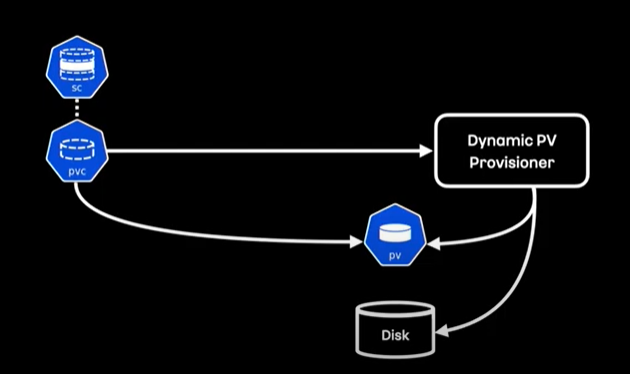 sc
pvc
Dynamic PV
Provisioner
pv
Disk